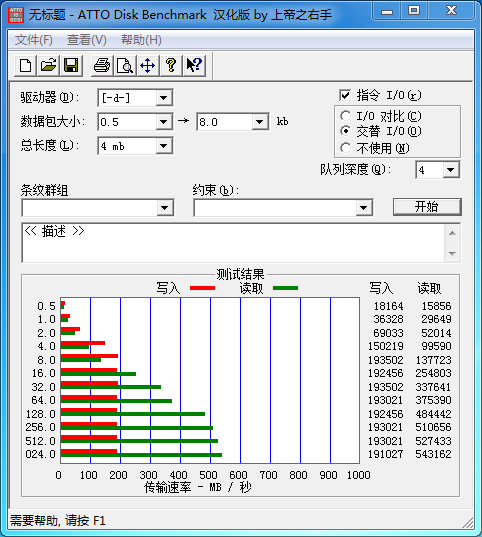 无标题 - ATTO Disk Benchmark 汉化版 by 上帝之右手
文件(F) 查看(V) 帮助(H)
驱动器(D): [-d-]
指令 I/O(r)
数据包大小: 0.5 → 8.0 kb
I/O 对比(C)
交替 I/O(O)
不使用(N)
总长度(L): 4 mb
队列深度(Q): 4
条纹群组 约束(b):
开始
<< 描述 >>
测试结果
写入 读取 写入 读取
0.5 18164 15856
1.0 36328 29649
2.0 69033 52014
4.0 150219 99590
8.0 193502 137723
16.0 192456 254803
32.0 193502 337641
64.0 193021 375390
128.0 192456 484442
256.0 193021 510656
512.0 193021 527433
024.0 191027 543162
0 100 200 300 400 500 600 700 800 900 1000
传输速率 - MB / 秒
需要帮助, 请按 F1